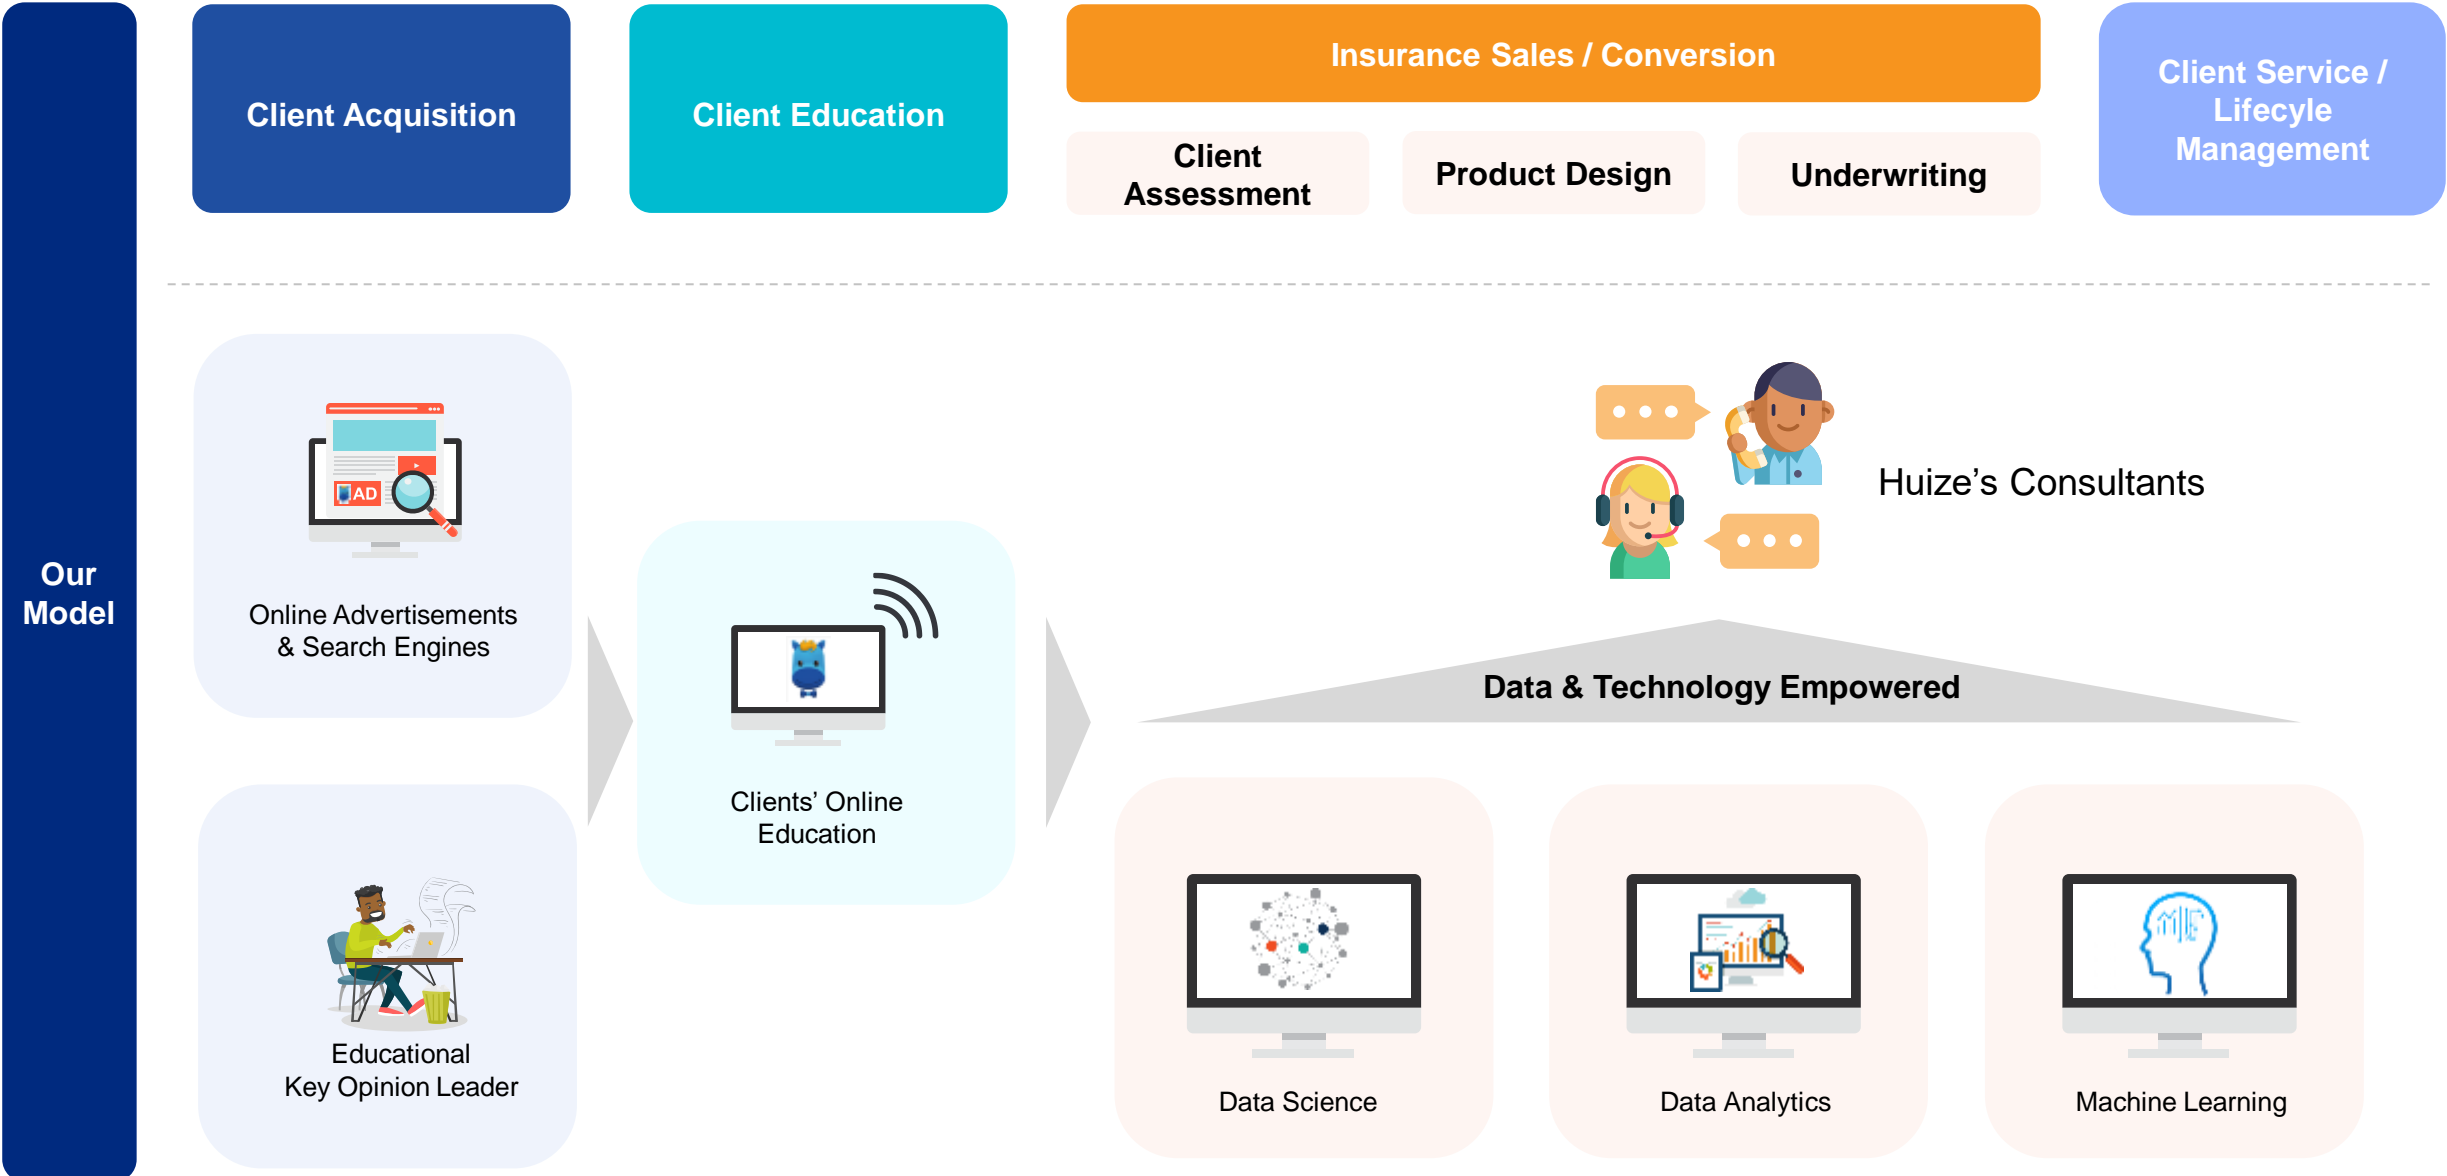 Our
Model
Client Acquisition
Client Education
Insurance Sales / Conversion
Client
Assessment
Product Design
Underwriting
Client Service /
Lifecyle
Management
AD
Online Advertisements
& Search Engines
Educational
Key Opinion Leader
Clients’ Online
Education
Huize’s Consultants
Data & Technology Empowered
Data Science
Data Analytics
Machine Learning